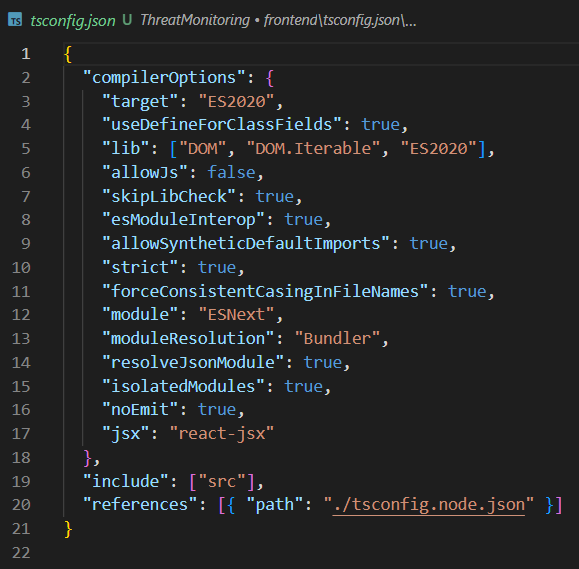 TS tsconfig.json U ThreatMonitoring • frontend\tsconfig.json\...
1 {
2   "compilerOptions": {
3     "target": "ES2020",
4     "useDefineForClassFields": true,
5     "lib": ["DOM", "DOM.Iterable", "ES2020"],
6     "allowJs": false,
7     "skipLibCheck": true,
8     "esModuleInterop": true,
9     "allowSyntheticDefaultImports": true,
10     "strict": true,
11     "forceConsistentCasingInFileNames": true,
12     "module": "ESNext",
13     "moduleResolution": "Bundler",
14     "resolveJsonModule": true,
15     "isolatedModules": true,
16     "noEmit": true,
17     "jsx": "react-jsx"
18   },
19   "include": ["src"],
20   "references": [{ "path": "./tsconfig.node.json" }]
21 }
22